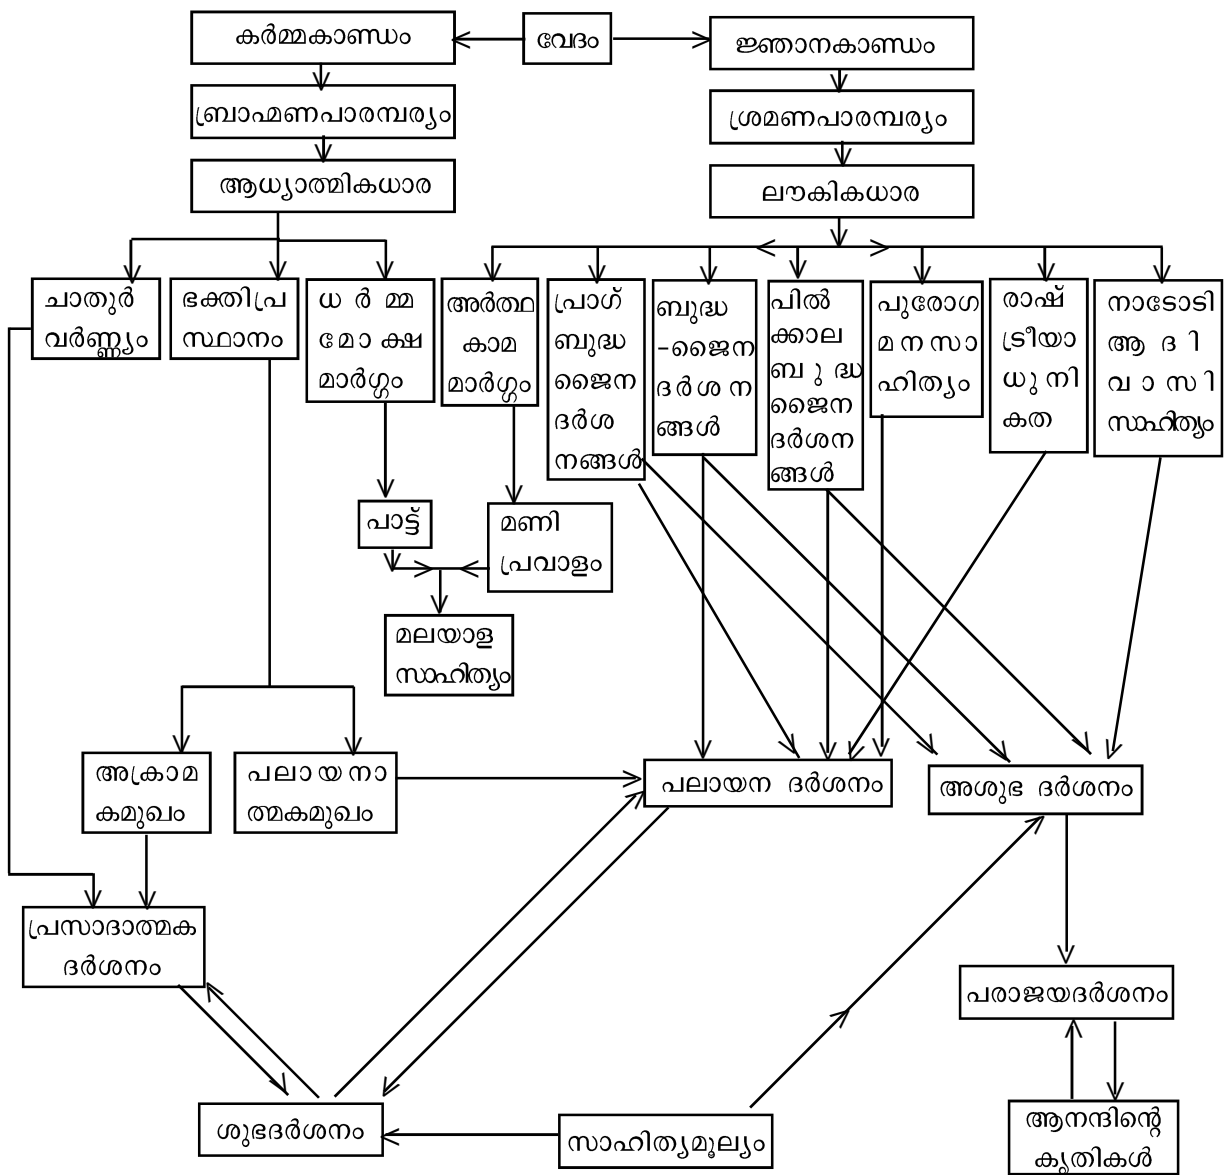 കർമ്മകാണ്ഡം
വേദം
ജ്ഞാനകാണ്ഡം
ബ്രാഹ്മണപാരമ്പര്യം
ശ്രമണപാരമ്പര്യം
ആധ്യാത്മികധാര
ലൗകികധാര
ചാതുർ
വർണ്ണ്യം
ഭക്തിപ്ര
സ്ഥാനം
ധ ർ മ്മ
മോ ക്ഷ
മാർഗ്ഗം
അർത്ഥ
കാമ
മാർഗ്ഗം
പ്രാഗ്
ബുദ്ധ
ജൈന
ദർശ
നങ്ങൾ
ബുദ്ധ
-ജൈന
ദർശ ന
ങ്ങൾ
പിൽ
ക്കാല
ബു ദ്ധ
ജൈന
ദർശന
ങ്ങൾ
പുരോഗ
മ ന സാ
ഹിത്യം
രാഷ്
ട്രീയാ
ധു നി
കത
നാടോടി
ആ ദി
വാ സി
സാഹിത്യം
പാട്ട്
മണി
പ്രവാളം
മലയാള
സാഹിത്യം
അക്രാമ
കമുഖം
പലായനാ
ത്മകമുഖം
പലായന ദർശനം
അശുഭ ദർശനം
പ്രസാദാത്മക
ദർശനം
പരാജയദർശനം
ശുഭദർശനം
സാഹിത്യമൂല്യം
ആനന്ദിന്റെ
കൃതികൾ